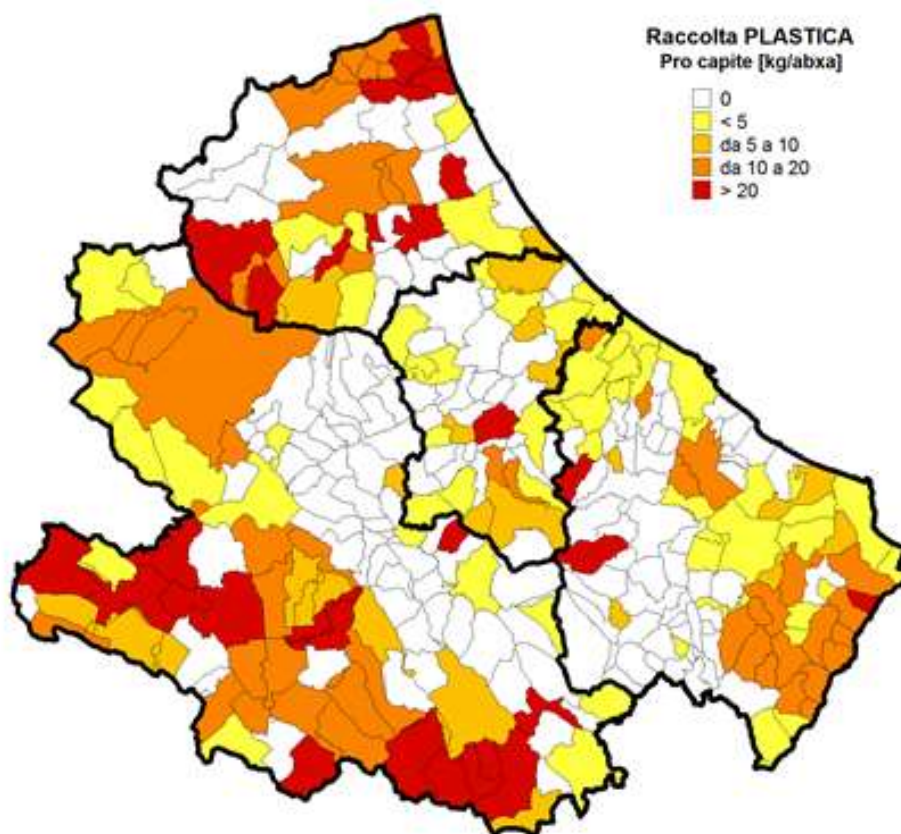 Raccolta PLASTICA
Pro capite [kg/abxa]
0
< 5
da 5 a 10
da 10 a 20
> 20